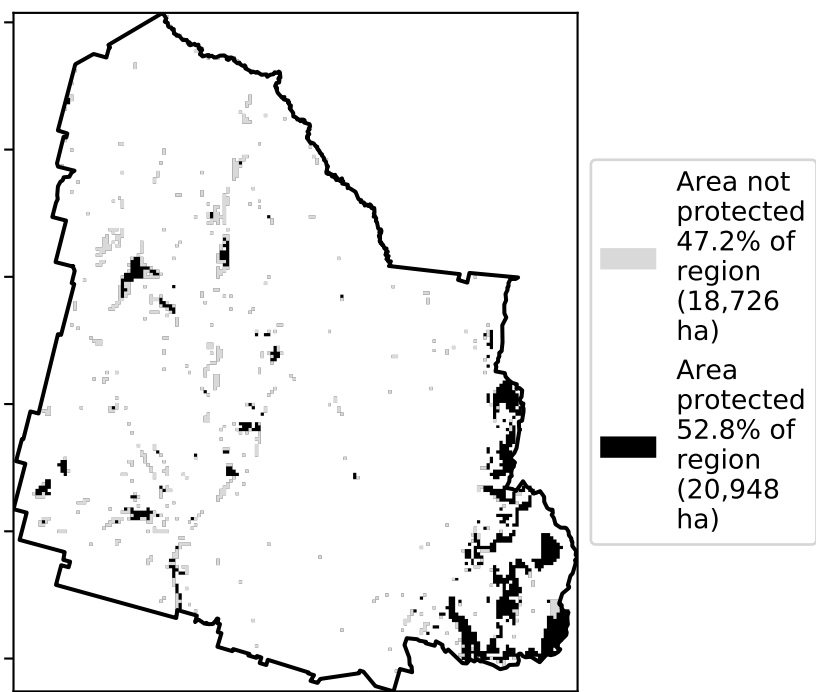 Area not
protected
47.2% of
region
(18,726
ha)
Area
protected
52.8% of
region
(20,948
ha)